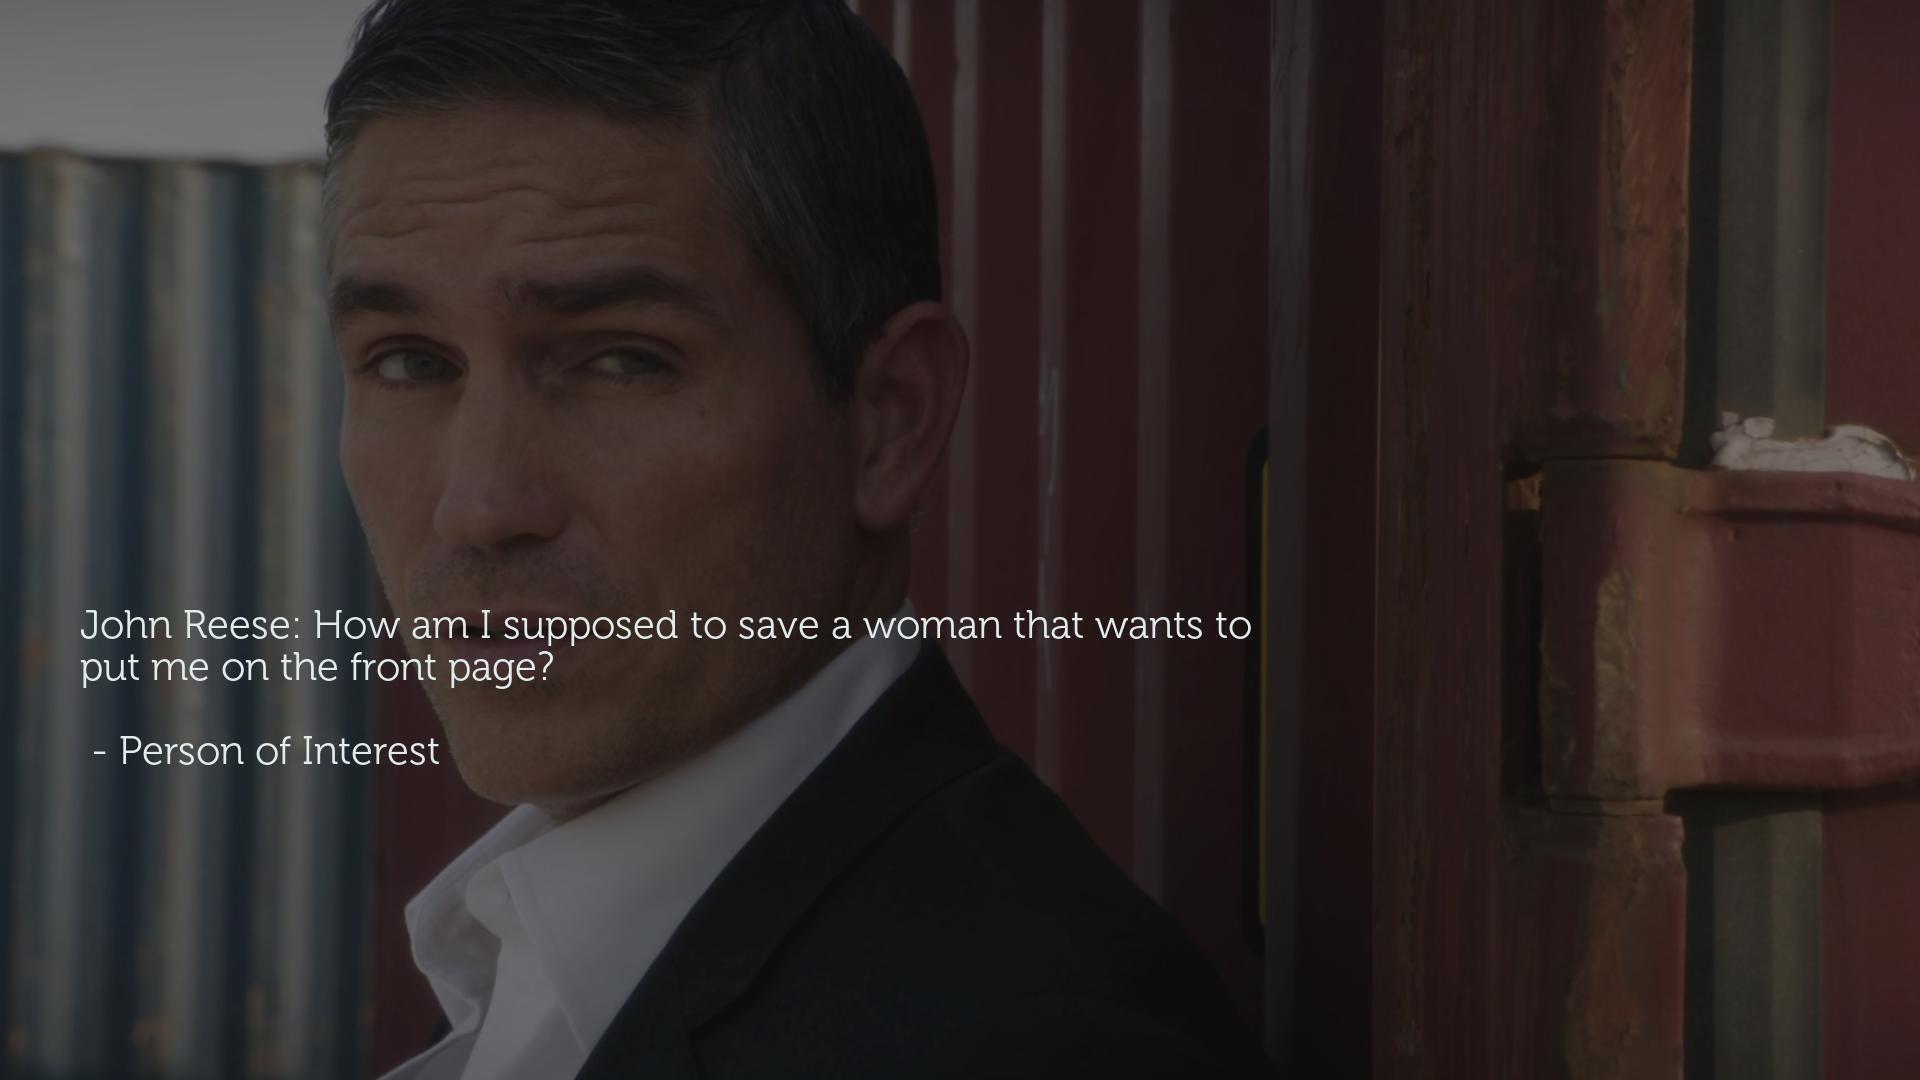 John Reese: How am I supposed to save a woman that wants to
put me on the front page?
- Person of Interest